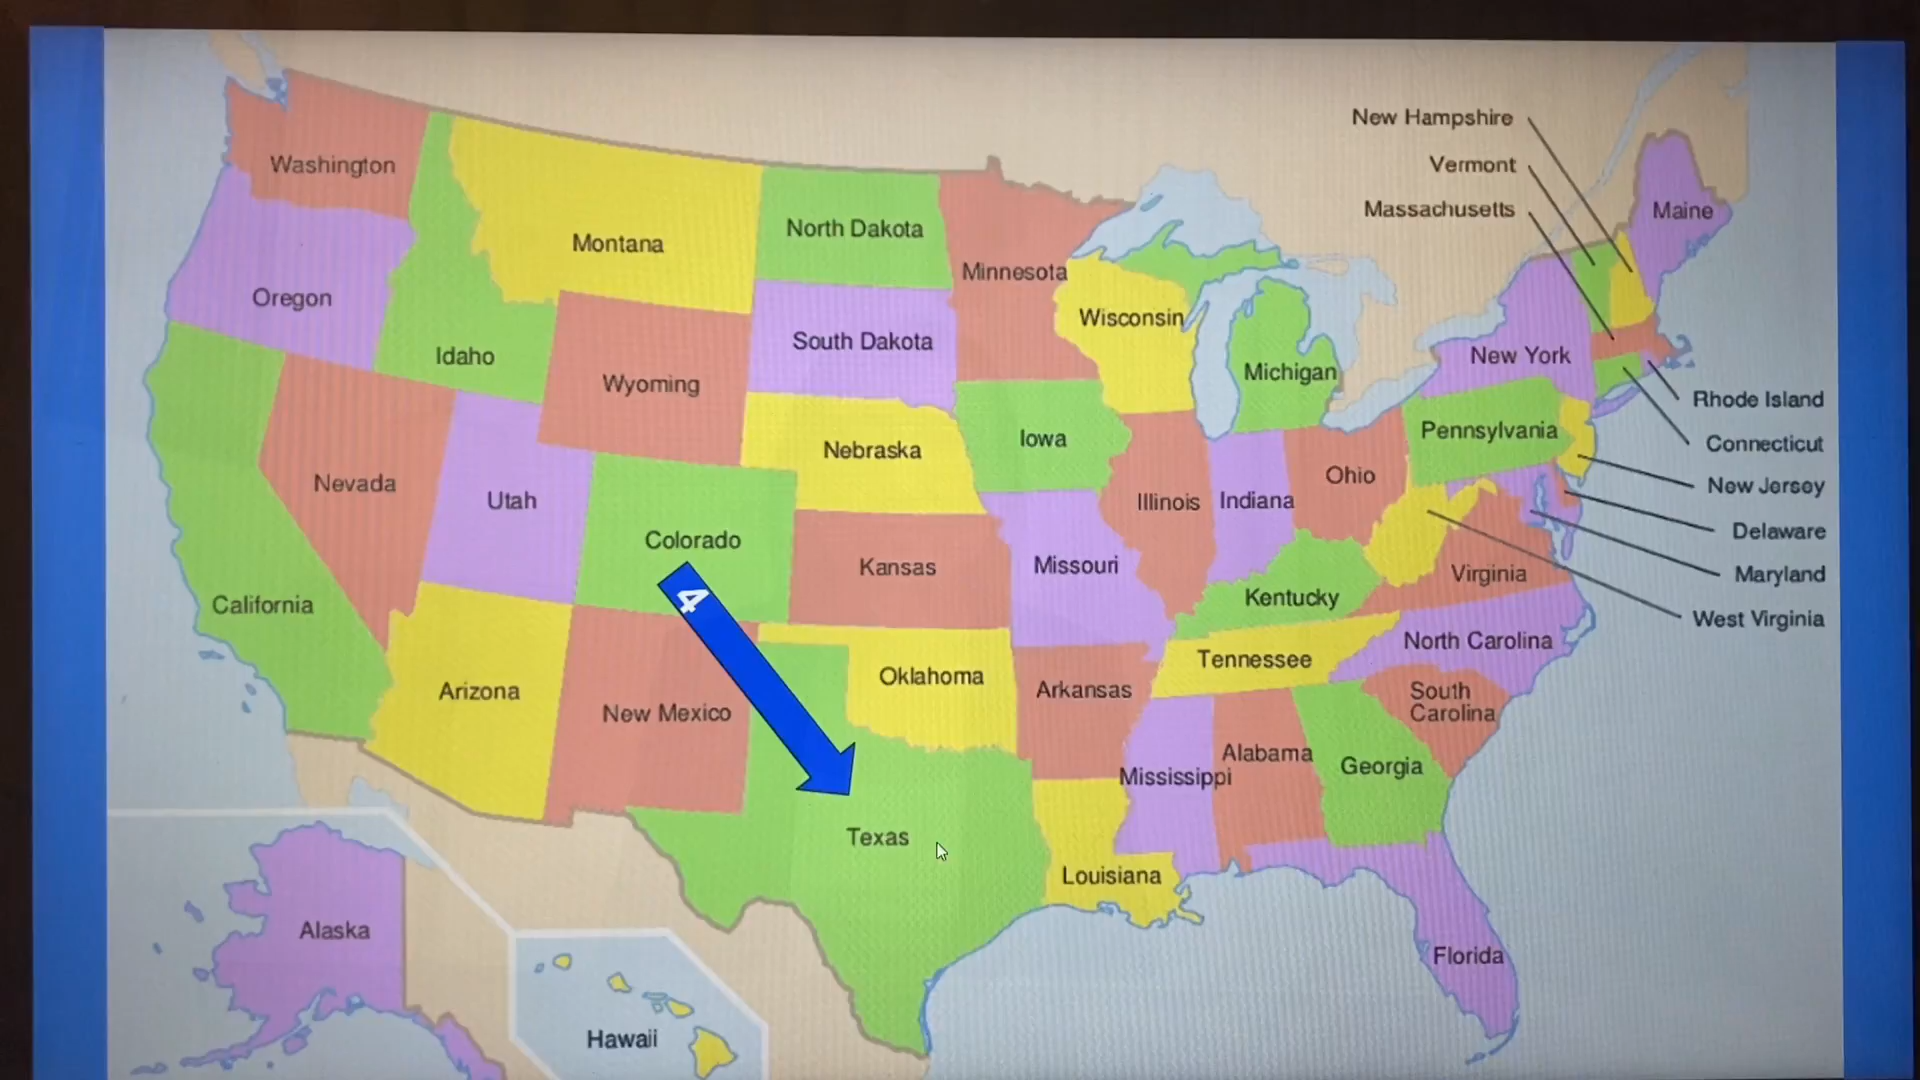 New Hampshire
Vermont
Massachusetts
Washington
Maine
Montana
North Dakota
Minnesota
Oregon
Wisconsin
South Dakota
Idaho
New York
Michigan
Wyoming
Rhode Island
Pennsylvania
Iowa
Connecticut
Nebraska
Ohio
Nevada
New Jersey
Utah
Illinois
Indiana
Delaware
Colorado
Kansas
Missouri
Virginia
Maryland
California
4
Kentucky
West Virginia
North Carolina
Tennessee
Oklahoma
Arizona
Arkansas
South
Carolina
New Mexico
Alabama
Georgia
Mississippi
Texas
Louisiana
Alaska
Florida
Hawaii